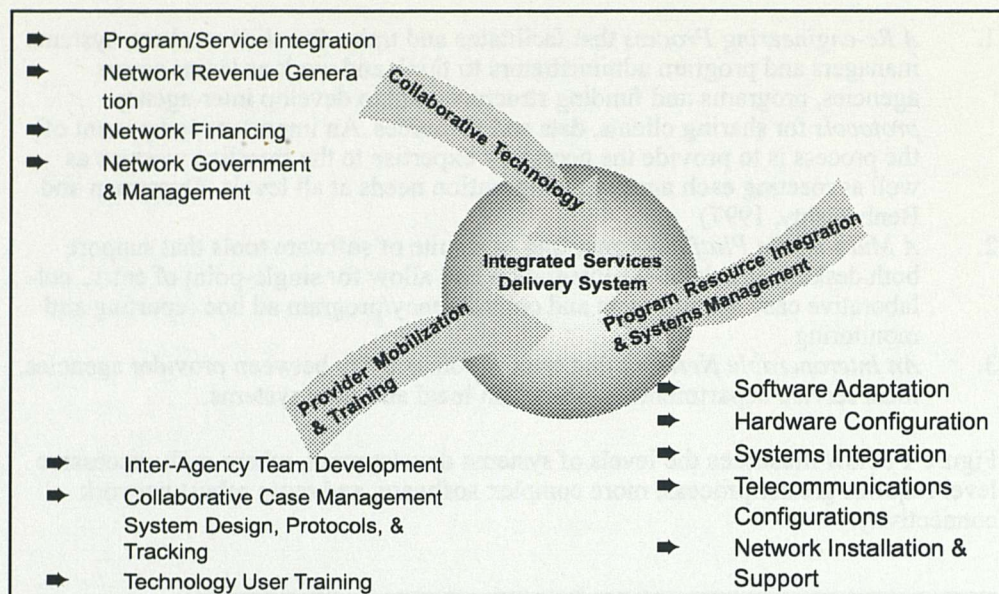 Program/Service integration
Network Revenue Genera
tion
Network Financing
Network Government
& Management
Collaborative Technology
Integrated Services
Delivery System
Program Resource Integration
& Systems Management
Provider Mobilization
& Training
Inter-Agency Team Development
Collaborative Case Management
System Design, Protocols, &
Tracking
Technology User Training
Software Adaptation
Hardware Configuration
Systems Integration
Telecommunications
Configurations
Network Installation &
Support